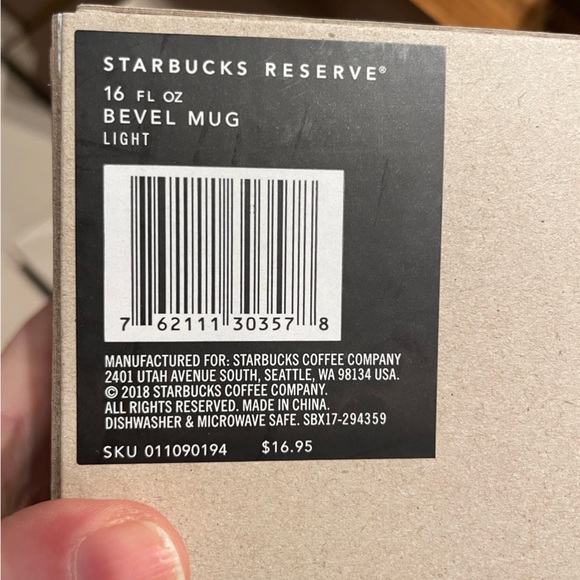 STARBUCKS RESERVE®
16 FL OZ
BEVEL MUG
LIGHT
7 62111 30357 8
MANUFACTURED FOR: STARBUCKS COFFEE COMPANY
2401 UTAH AVENUE SOUTH, SEATTLE, WA 98134 USA.
© 2018 STARBUCKS COFFEE COMPANY.
ALL RIGHTS RESERVED. MADE IN CHINA.
DISHWASHER & MICROWAVE SAFE. SBX17-294359
SKU 011090194 $16.95